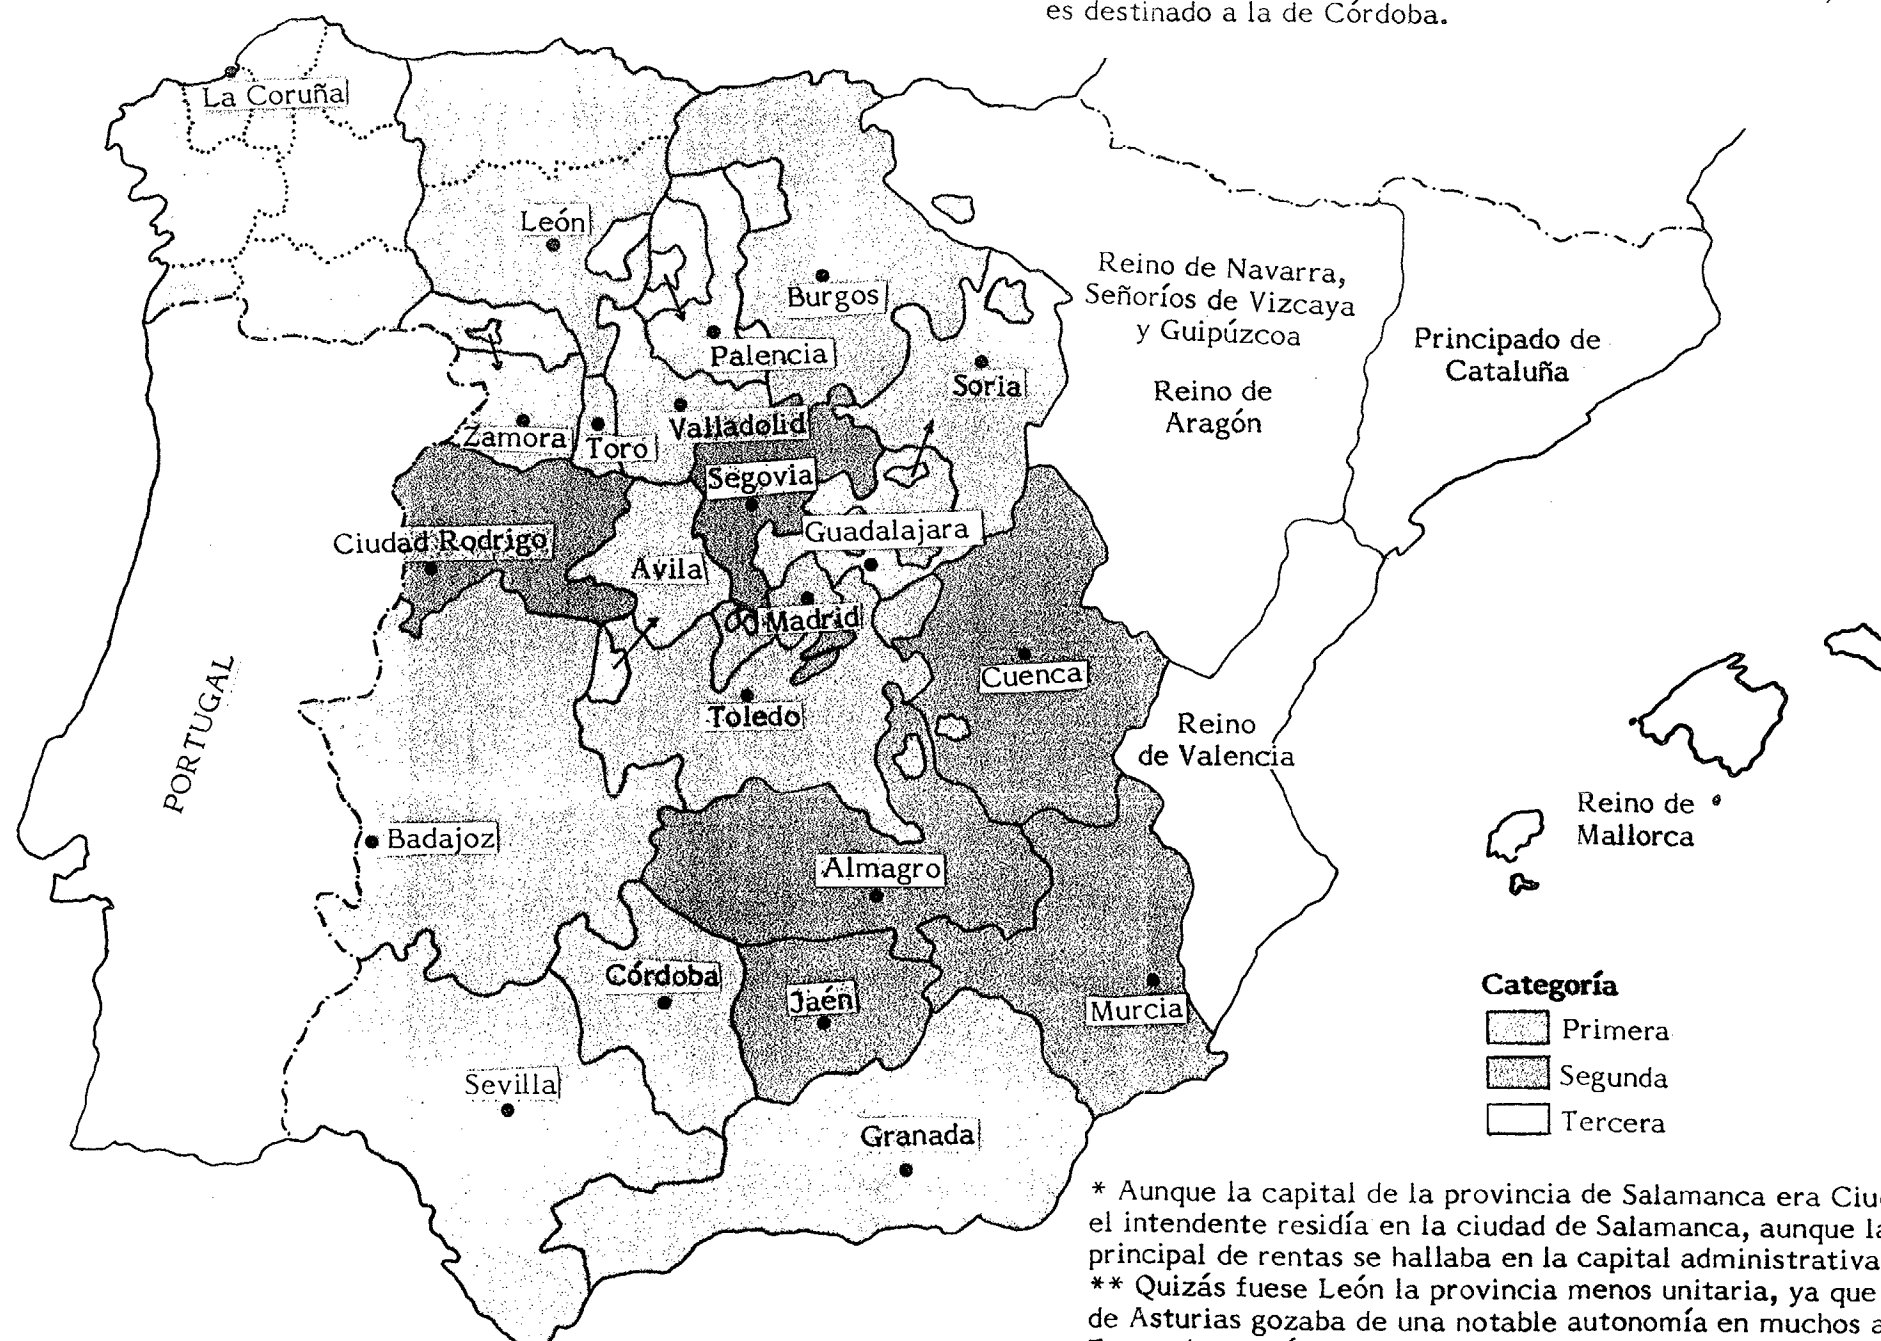 es destinado a la de Córdoba.
La Coruña
León
Burgos
Palencia
Soria
Zamora
Toro
Valladolid
Segovia
Ciudad Rodrigo
Avila
Guadalajara
Madrid
Toledo
Cuenca
Badajoz
Almagro
Córdoba
Jaén
Murcia
Sevilla
Granada
PORTUGAL
Reino de Navarra,
Señoríos de Vizcaya
y Guipúzcoa
Reino de
Aragón
Principado de
Cataluña
Reino
de Valencia
Reino de
Mallorca
Categoría
Primera
Segunda
Tercera
* Aunque la capital de la provincia de Salamanca era
el intendente residía en la ciudad de Salamanca, aunque
principal de rentas se hallaba en la capital administrativa
** Quizás fuese León la provincia menos unitaria, ya que
de Asturias gozaba de una notable autonomía en muchos